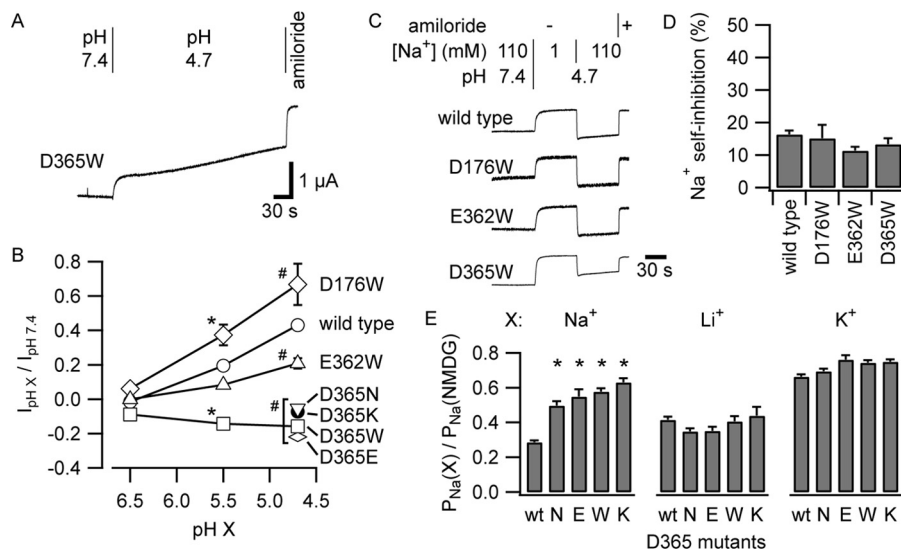 A
pH
7.4
pH
4.7
amiloride
D365W
1 µA
30 s
B
I pH X / I pH 7.4
0.8
0.6
0.4
0.2
0.0
-0.2
-0.4
6.5 6.0 5.5 5.0 4.5
pH X
# D176W
* wild type
# E362W
# D365N
D365K
* D365W
D365E
C
amiloride - +
[Na+] (mM) 110 1 110
pH 7.4 4.7
wild type
D176W
E362W
D365W
30 s
D
Na+ self-inhibition (%)
50
40
30
20
10
0
wild type
D176W
E362W
D365W
E
X: Na+ Li+ K+
PNa(X) / PNa(NMDG)
0.8
0.6
0.4
0.2
0.0
* * * *
wt N E W K wt N E W K wt N E W K
D365 mutants